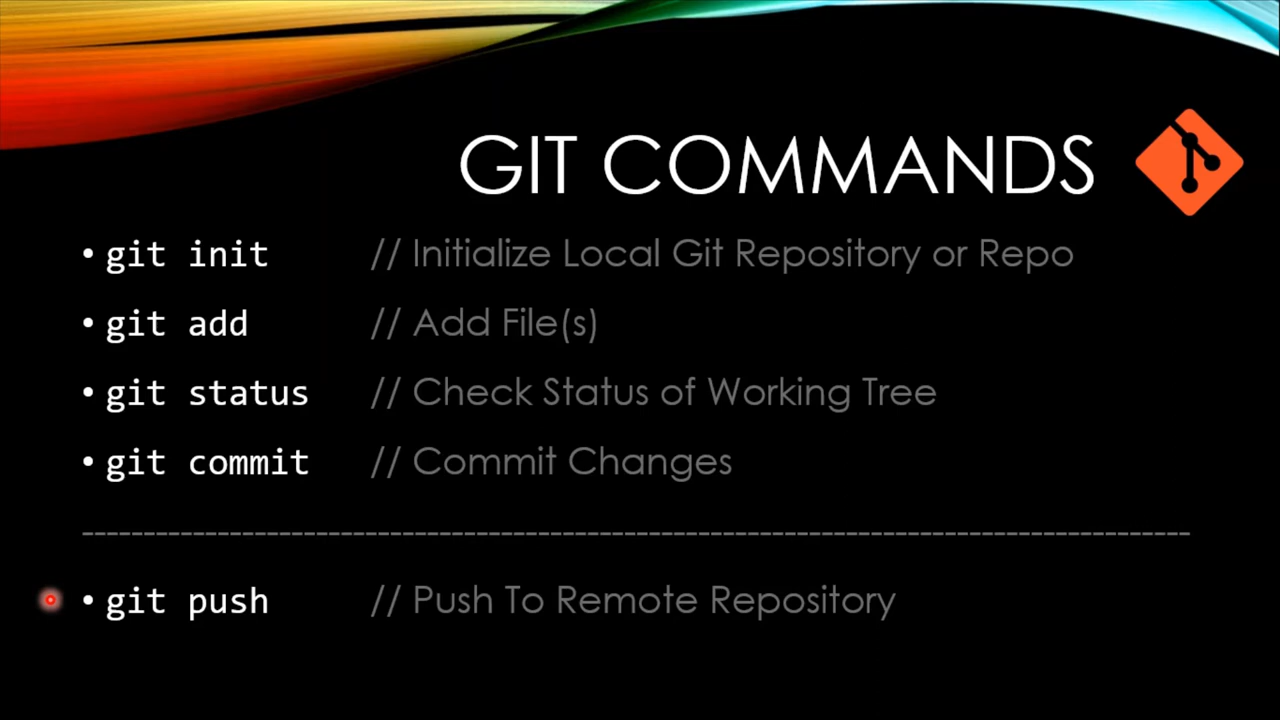 GIT COMMANDS
• git init // Initialize Local Git Repository or Repo
• git add // Add File(s)
• git status // Check Status of Working Tree
• git commit // Commit Changes
------------------------------------------------------------------------------------------
• git push // Push To Remote Repository